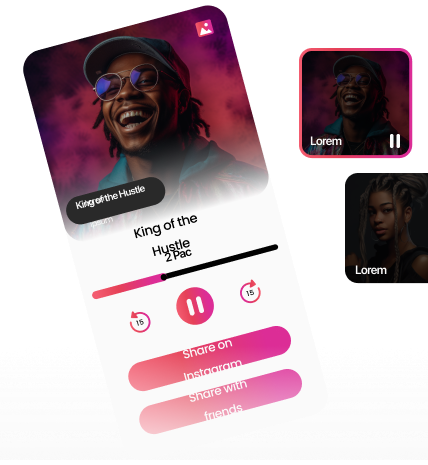 King of the Hustle
King of the
Hustle
2 Pac
15
15
Share on
Instagram
Share with
friends
Lorem
Lorem